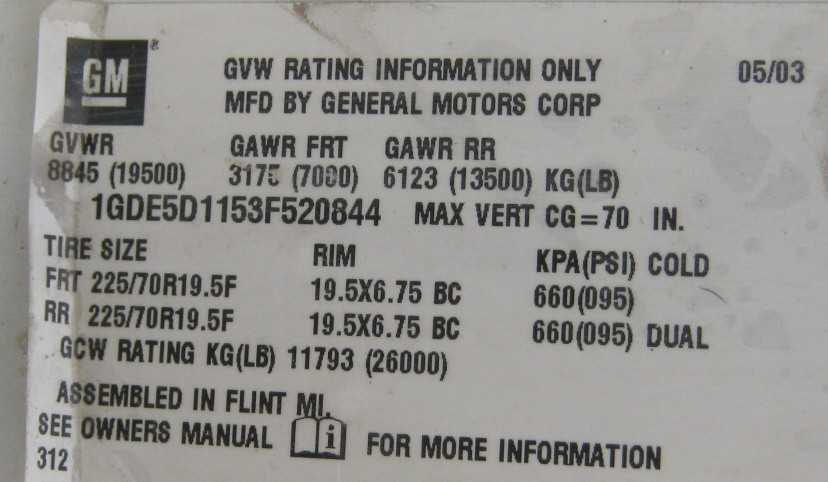 GM ®
GVW RATING INFORMATION ONLY 05/03
MFD BY GENERAL MOTORS CORP
GVWR GAWR FRT GAWR RR
8845 (19500) 3175 (7000) 6123 (13500) KG(LB)
1GDE5D1153F520844 MAX VERT CG=70 IN.
TIRE SIZE RIM KPA(PSI) COLD
FRT 225/70R19.5F 19.5X6.75 BC 660(095)
RR 225/70R19.5F 19.5X6.75 BC 660(095) DUAL
GCW RATING KG(LB) 11793 (26000)
ASSEMBLED IN FLINT MI.
SEE OWNERS MANUAL i FOR MORE INFORMATION
312